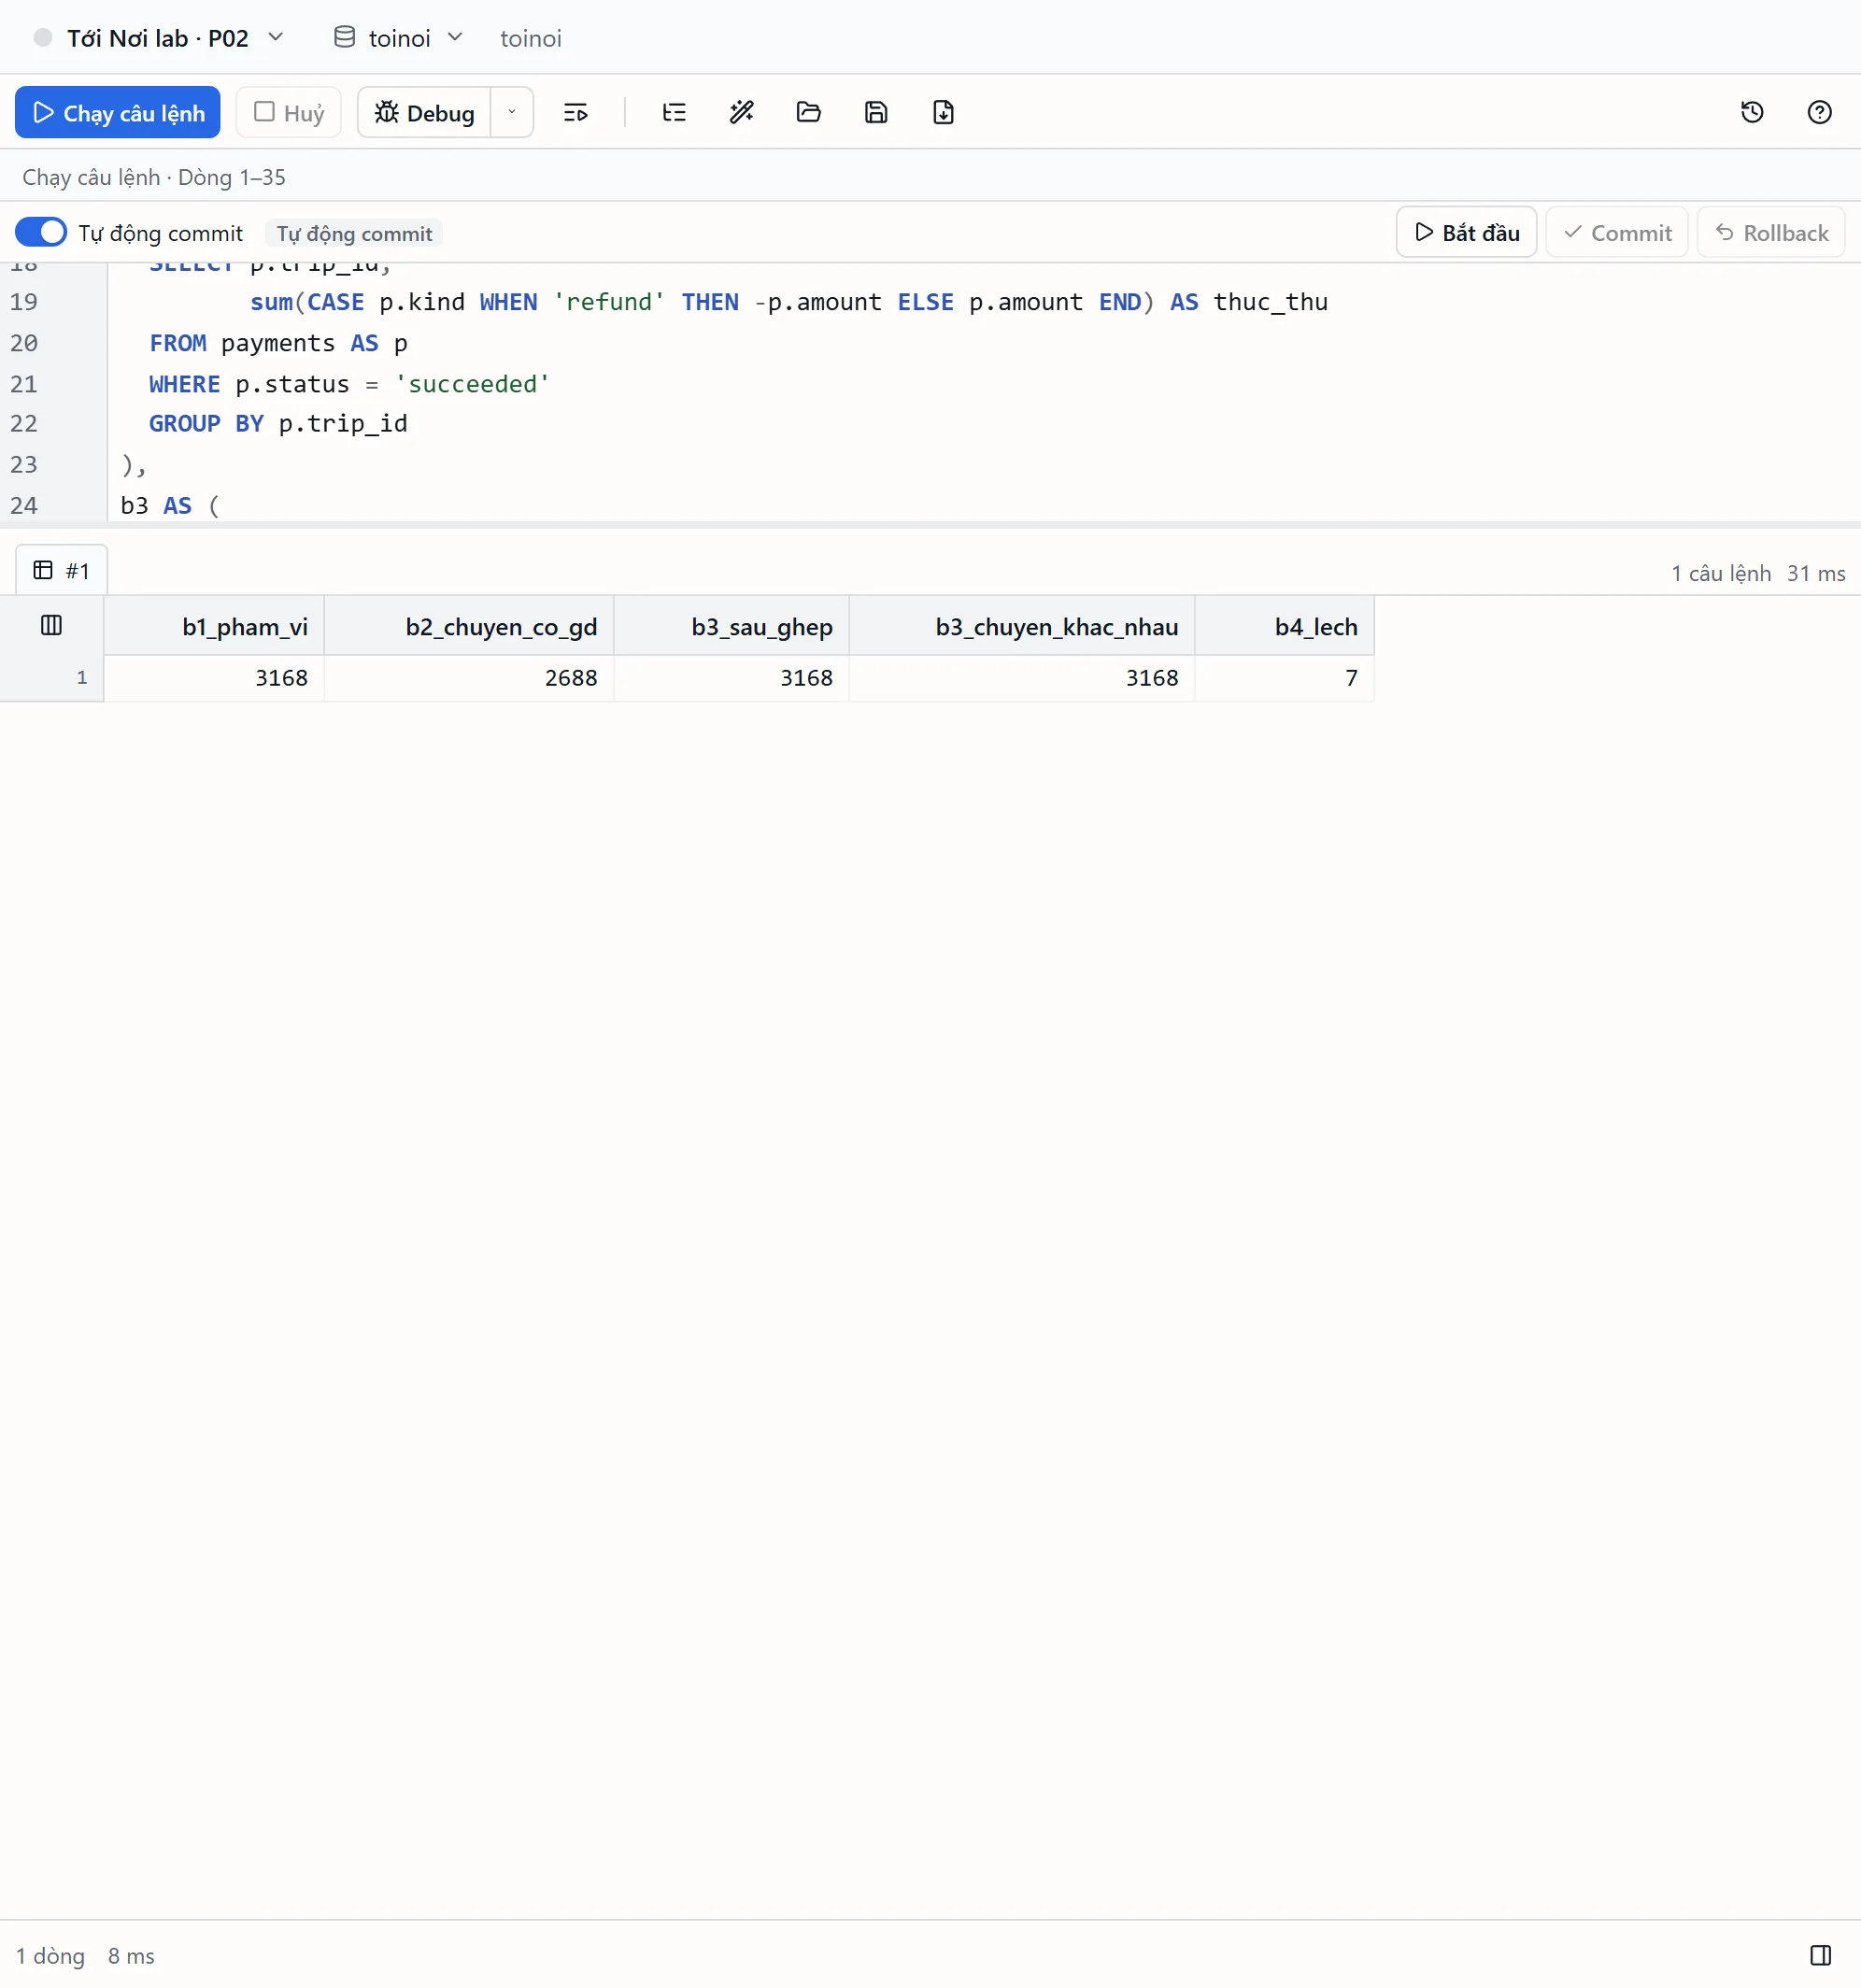 Tới Nơi lab · P02 toinoi toinoi
Chạy câu lệnh Huỷ Debug
Chạy câu lệnh · Dòng 1–35
Tự động commit Tự động commit Bắt đầu Commit Rollback
18 SELECT p.trip_id,
19 sum(CASE p.kind WHEN 'refund' THEN -p.amount ELSE p.amount END) AS thuc_thu
20 FROM payments AS p
21 WHERE p.status = 'succeeded'
22 GROUP BY p.trip_id
23 ),
24 b3 AS (
#1 1 câu lệnh 31 ms
b1_pham_vi b2_chuyen_co_gd b3_sau_ghep b3_chuyen_khac_nhau b4_lech
1 3168 2688 3168 3168 7
1 dòng 8 ms